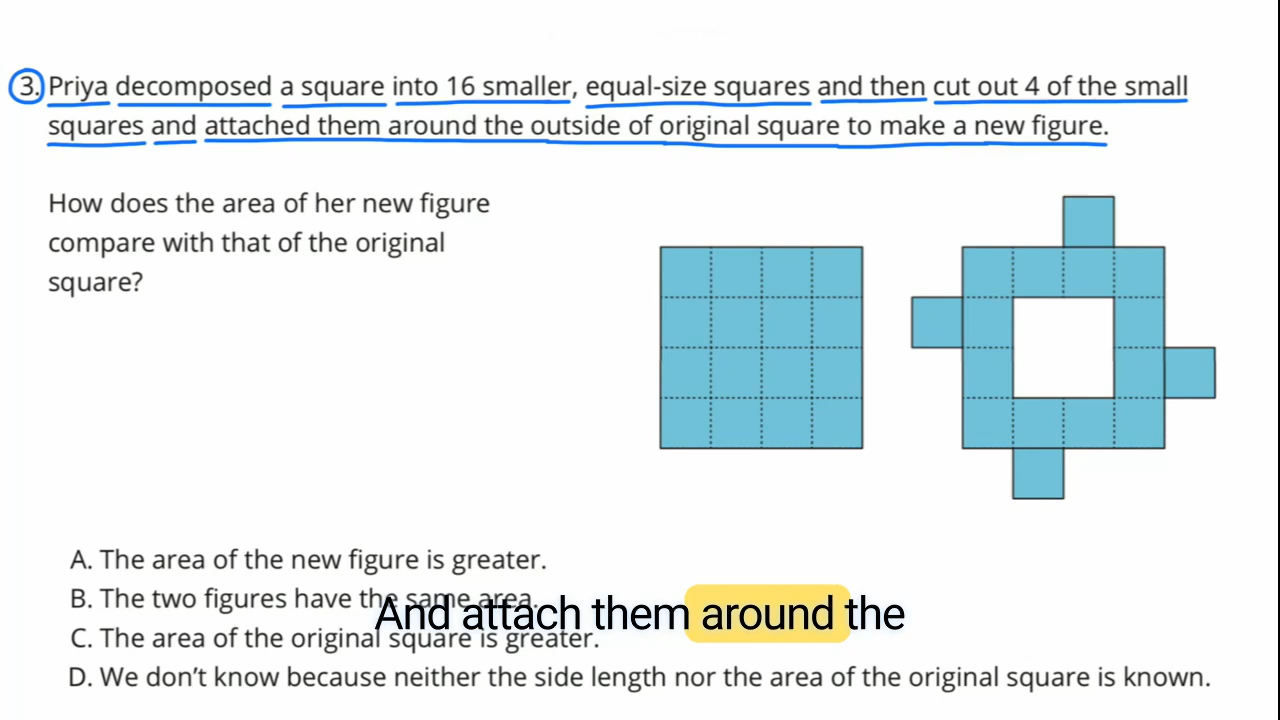 3. Priya decomposed a square into 16 smaller, equal-size squares and then cut out 4 of the small
squares and attached them around the outside of original square to make a new figure.
How does the area of her new figure
compare with that of the original
square?
A. The area of the new figure is greater.
B. The two figures have the same area.
And attach them around the
C. The area of the original square is greater.
D. We don’t know because neither the side length nor the area of the original square is known.